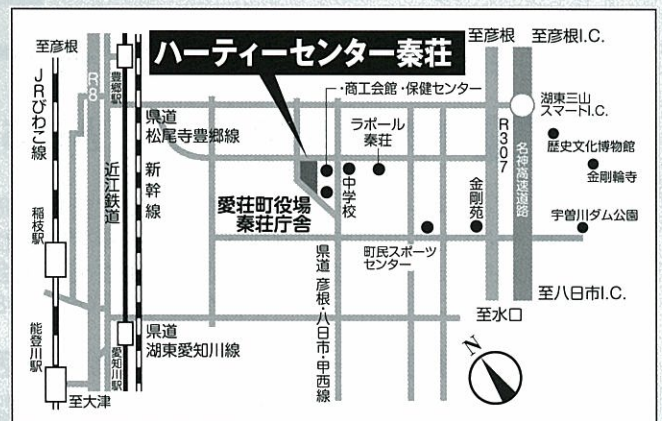 至彦根
至彦根
至彦根I.C.
ハーティーセンター秦荘
JRびわこ線
R8
豊郷駅
・商工会館・保健センター
湖東三山
スマートI.C.
県道
松尾寺豊郷線
ラポール
秦荘
R307
名神高速道路
歴史文化博物館
金剛輪寺
近江鉄道
新幹線
中学校
金剛苑
稲枝駅
愛荘町役場
秦荘庁舎
宇曽川ダム公園
県道 彦根・八日市・甲西線
町民スポーツ
センター
至八日市I.C.
至水口
能登川駅
愛知川駅
県道
湖東愛知川線
N
至大津